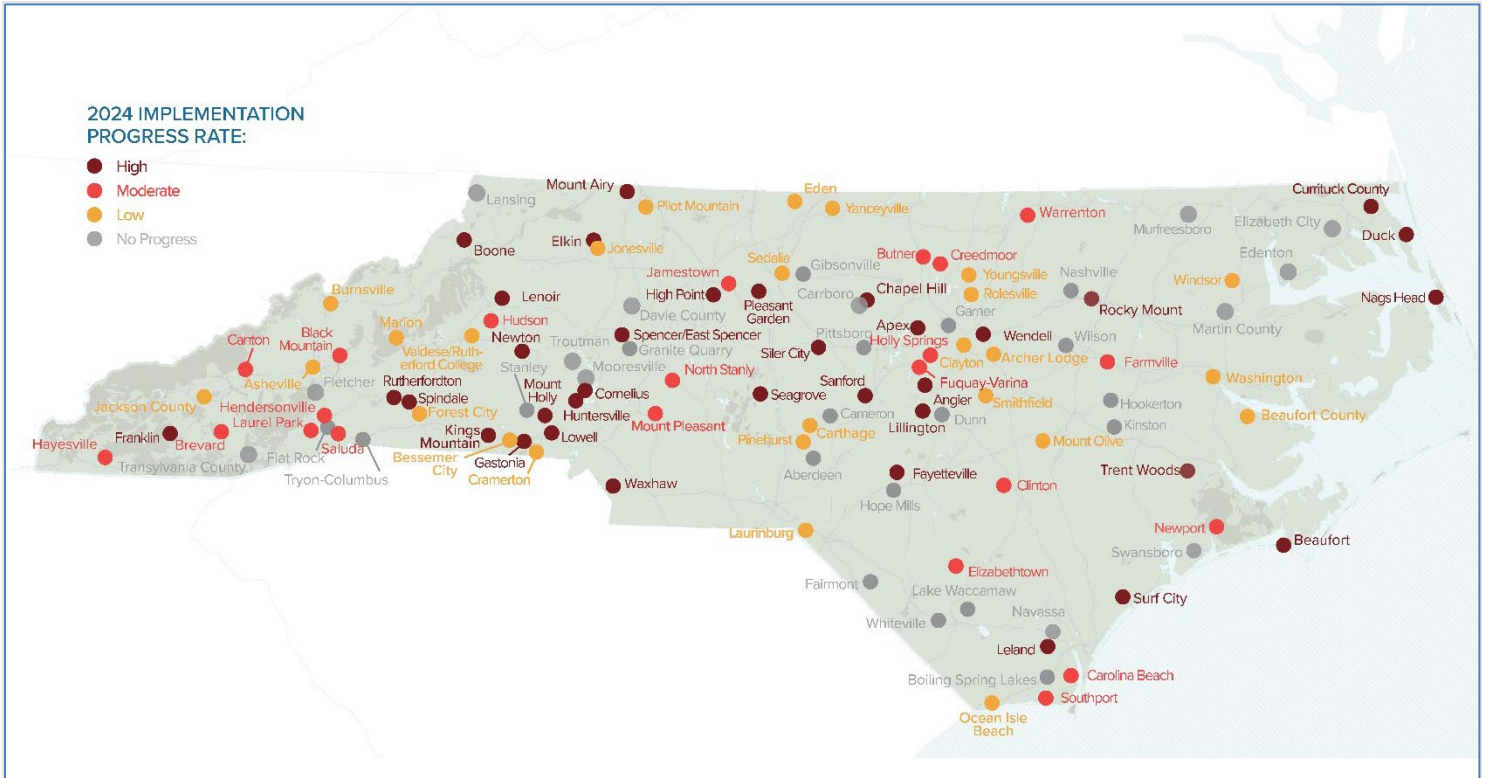 2024 IMPLEMENTATION
PROGRESS RATE:
High
Moderate
Low
No Progress
Lansing
Mount Airy
Pilot Mountain
Eden
Yanceyville
Warrenton
Murfreesboro
Currituck County
Elizabeth City
Duck
Boone
Elkin
Jonesville
Sedalia
Gibsonville
Butner
Creedmoor
Youngsville
Nashville
Edenton
Windsor
Jamestown
High Point
Pleasant
Garden
Carrboro
Chapel Hill
Rolesville
Garner
Rocky Mount
Martin County
Nags Head
Burnsville
Lenoir
Hudson
Davie County
Marion
Newton
Valdese/Ruth-
erford College
Spencer/East Spencer
Granite Quarry
Troutman
Mooresville
Stanley
Pittsboro
Siler City
Apex
Holly Springs
Wendell
Wilson
Clayton
Archer Lodge
Farmville
Canton
Black
Mountain
Asheville
Fletcher
Rutherfordton
Spindale
Mount
Holly
Cornelius
Huntersville
North Stanly
Seagrove
Sanford
Fuquay-Varina
Angier
Smithfield
Washington
Jackson County
Hendersonville
Laurel Park
Forest City
Lowell
Mount Pleasant
Cameron
Carthage
Pinehurst
Lillington
Dunn
Hookerton
Kinston
Beaufort County
Hayesville
Franklin
Brevard
Transylvania County
Flat Rock
Saluda
Tryon-Columbus
Kings
Mountain
Bessemer
City
Gastonia
Cramerton
Aberdeen
Mount Olive
Trent Woods
Waxhaw
Fayetteville
Hope Mills
Clinton
Laurinburg
Newport
Swansboro
Beaufort
Elizabethtown
Fairmont
Lake Waccamaw
Whiteville
Navassa
Surf City
Leland
Boiling Spring Lakes
Carolina Beach
Southport
Ocean Isle
Beach